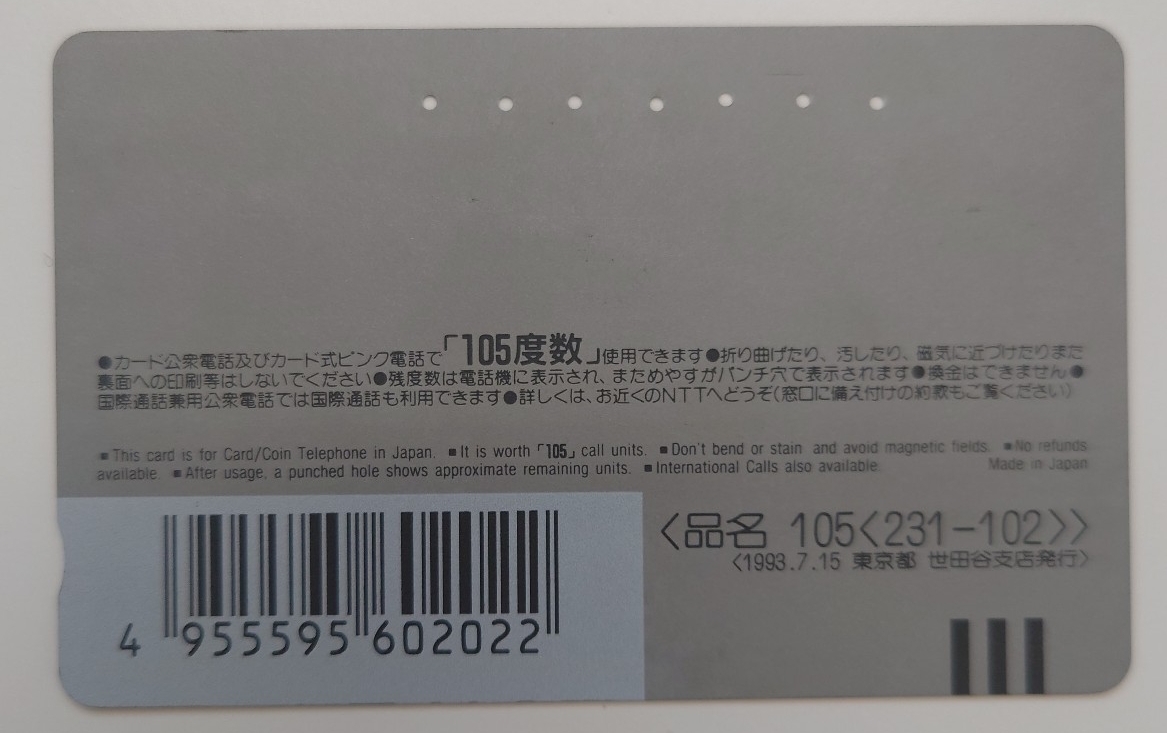 ●カード公衆電話及びカード式ピンク電話で「105度数」使用できます●折り曲げたり、汚したり、磁気に近づけたりまた
裏面への印刷等はしないでください●残度数は電話機に表示され、まためやすがパンチ穴で表示されます●換金はできません●
国際通話兼用公衆電話では国際通話も利用できます●詳しくは、お近くのNTTへどうぞ(窓口に備え付けの約款もご覧ください)
■This card is for Card/Coin Telephone in Japan. ■It is worth「105」call units. ■Don't bend or stain and avoid magnetic fields. ■No refunds
available. ■After usage, a punched hole shows approximate remaining units. ■International Calls also available.
Made in Japan
<品名 105<231-102>>
<1993.7.15 東京都 世田谷支店発行>
4 955595 602022